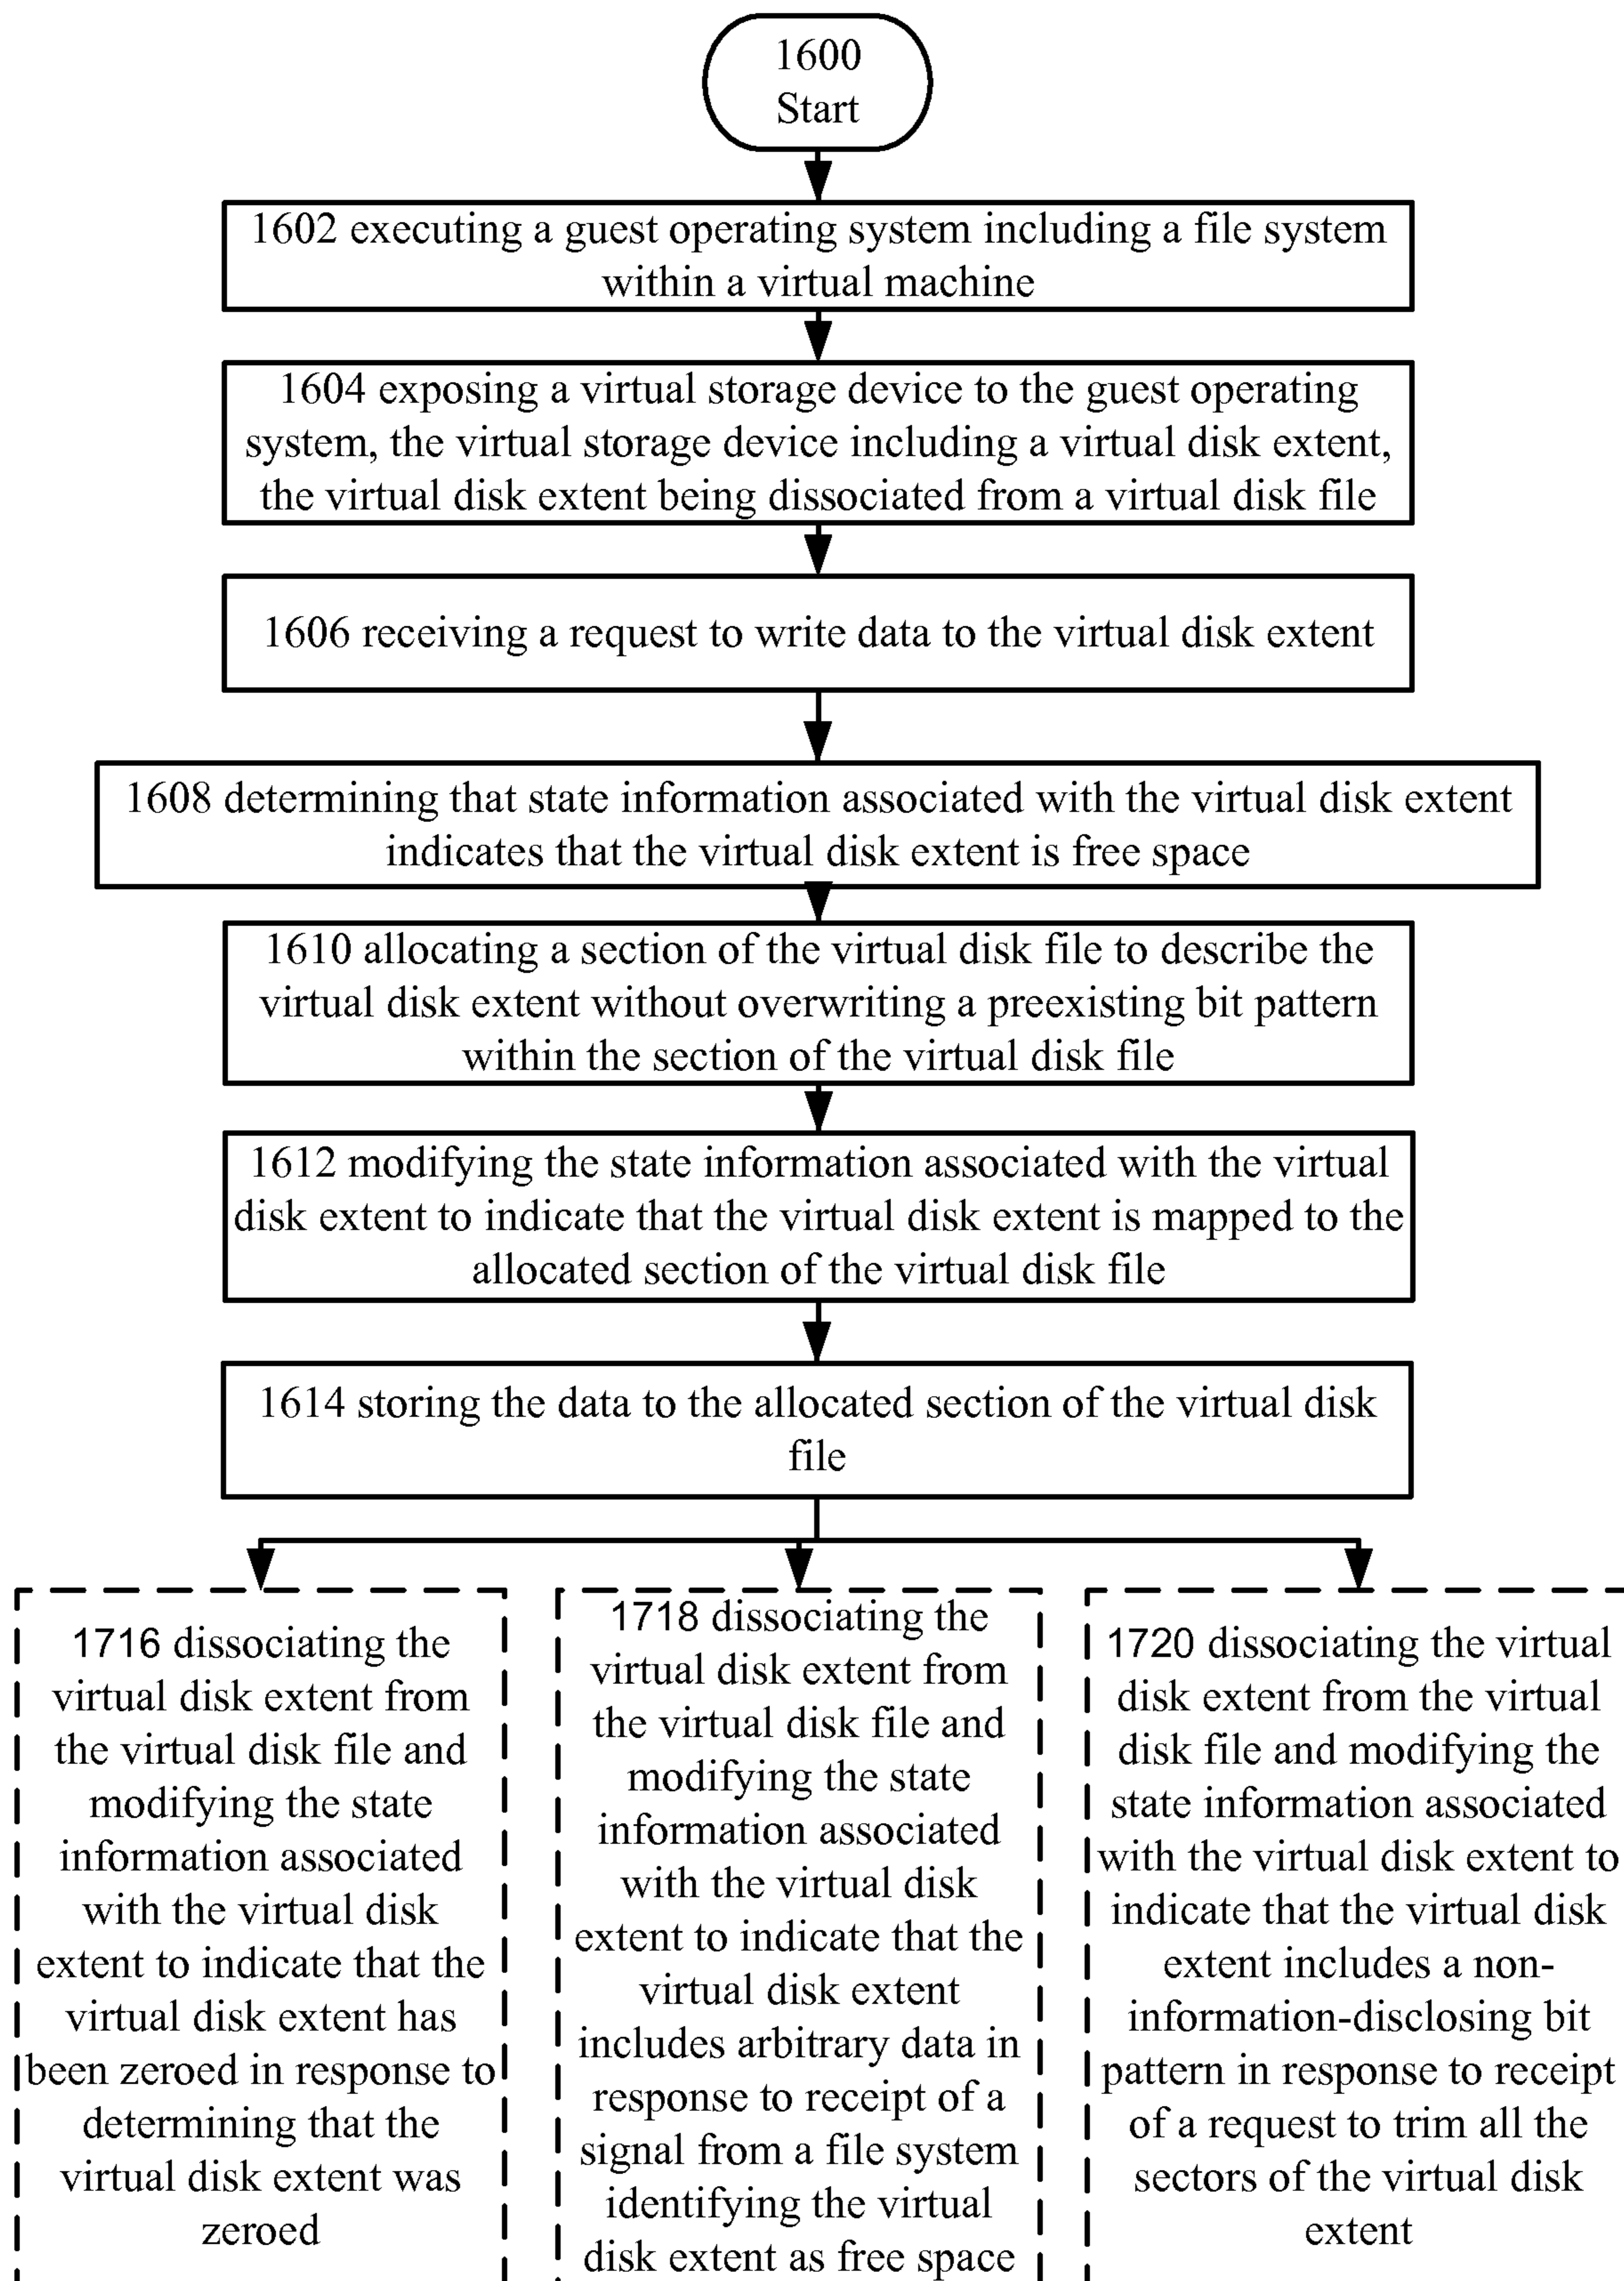 1600
Start
1602 executing a guest operating system including a file system
within a virtual machine
1604 exposing a virtual storage device to the guest operating
system, the virtual storage device including a virtual disk extent,
the virtual disk extent being dissociated from a virtual disk file
1606 receiving a request to write data to the virtual disk extent
1608 determining that state information associated with the virtual disk extent
indicates that the virtual disk extent is free space
1610 allocating a section of the virtual disk file to describe the
virtual disk extent without overwriting a preexisting bit pattern
within the section of the virtual disk file
1612 modifying the state information associated with the virtual
disk extent to indicate that the virtual disk extent is mapped to the
allocated section of the virtual disk file
1614 storing the data to the allocated section of the virtual disk
file
1716 dissociating the
virtual disk extent from
the virtual disk file and
modifying the state
information associated
with the virtual disk
extent to indicate that the
virtual disk extent has
been zeroed in response to
determining that the
virtual disk extent was
zeroed
1718 dissociating the
virtual disk extent from
the virtual disk file and
modifying the state
information associated
with the virtual disk
extent to indicate that the
virtual disk extent
includes arbitrary data in
response to receipt of a
signal from a file system
identifying the virtual
disk extent as free space
1720 dissociating the virtual
disk extent from the virtual
disk file and modifying the
state information associated
with the virtual disk extent to
indicate that the virtual disk
extent includes a non-
information-disclosing bit
pattern in response to receipt
of a request to trim all the
sectors of the virtual disk
extent